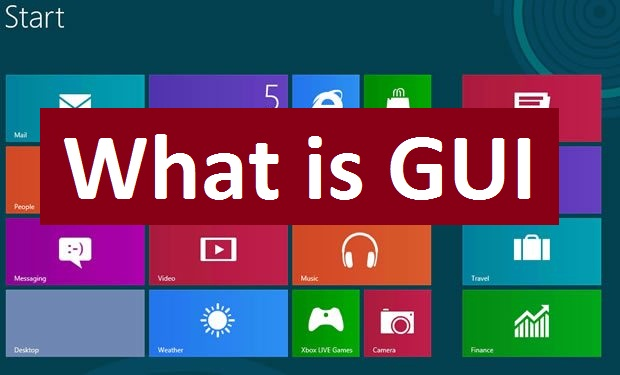 Start
5
Mail
What is GUI
People
Messaging
Video
Music
Travel
Desktop
Weather
Xbox LIVE Games
Camera
Finance